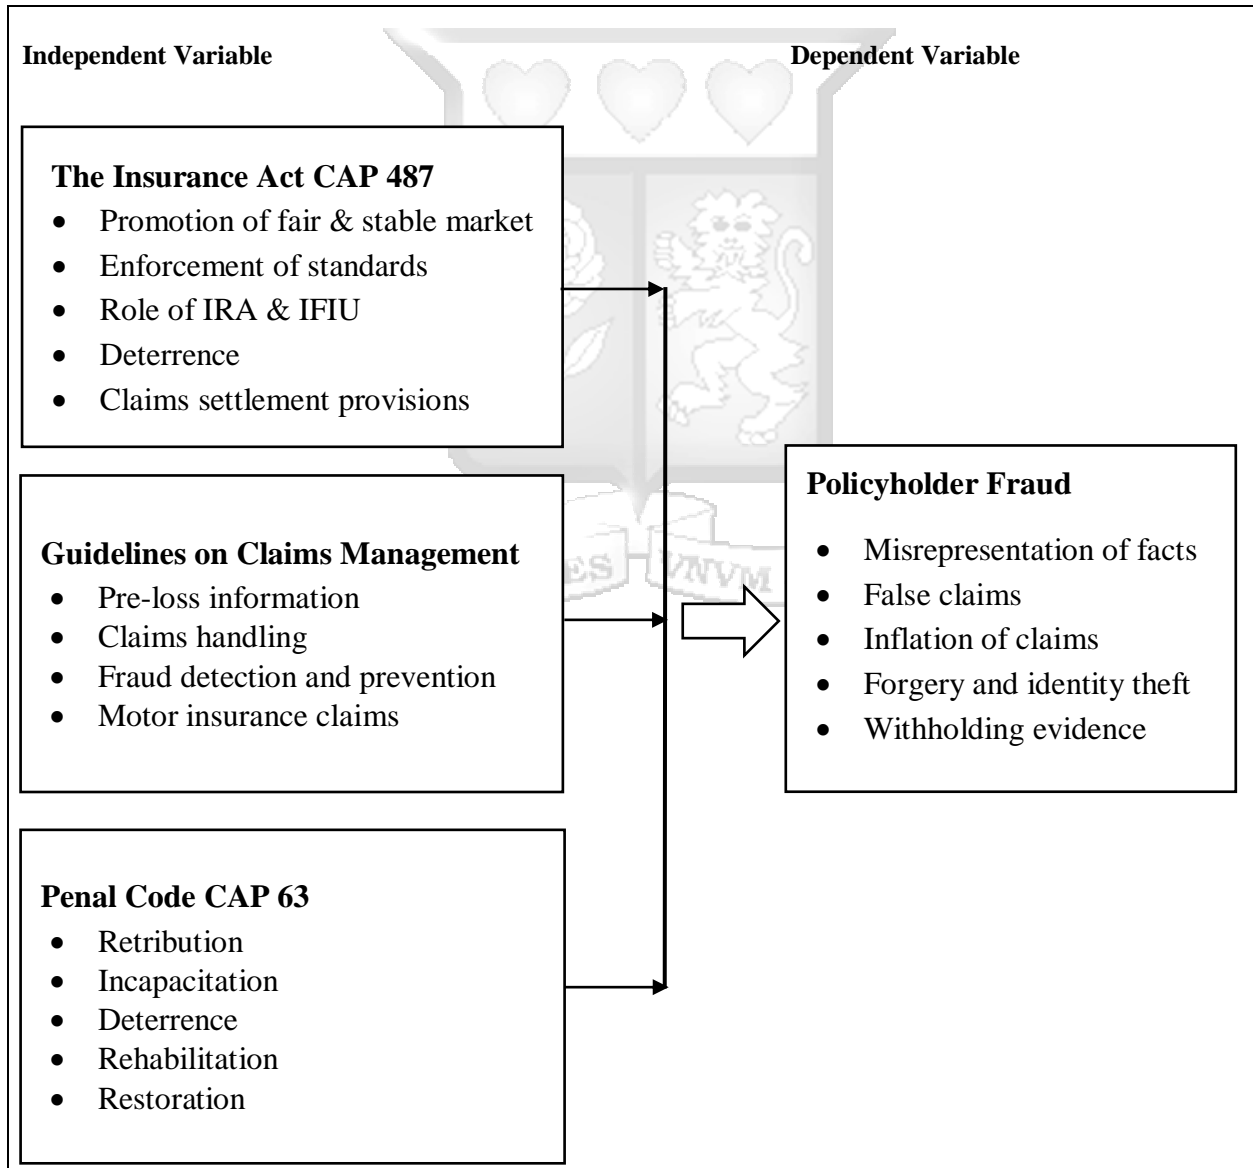 Independent Variable
Dependent Variable
The Insurance Act CAP 487
• Promotion of fair & stable market
• Enforcement of standards
• Role of IRA & IFIU
• Deterrence
• Claims settlement provisions
Guidelines on Claims Management
• Pre-loss information
• Claims handling
• Fraud detection and prevention
• Motor insurance claims
Penal Code CAP 63
• Retribution
• Incapacitation
• Deterrence
• Rehabilitation
• Restoration
Policyholder Fraud
• Misrepresentation of facts
• False claims
• Inflation of claims
• Forgery and identity theft
• Withholding evidence
VNVM